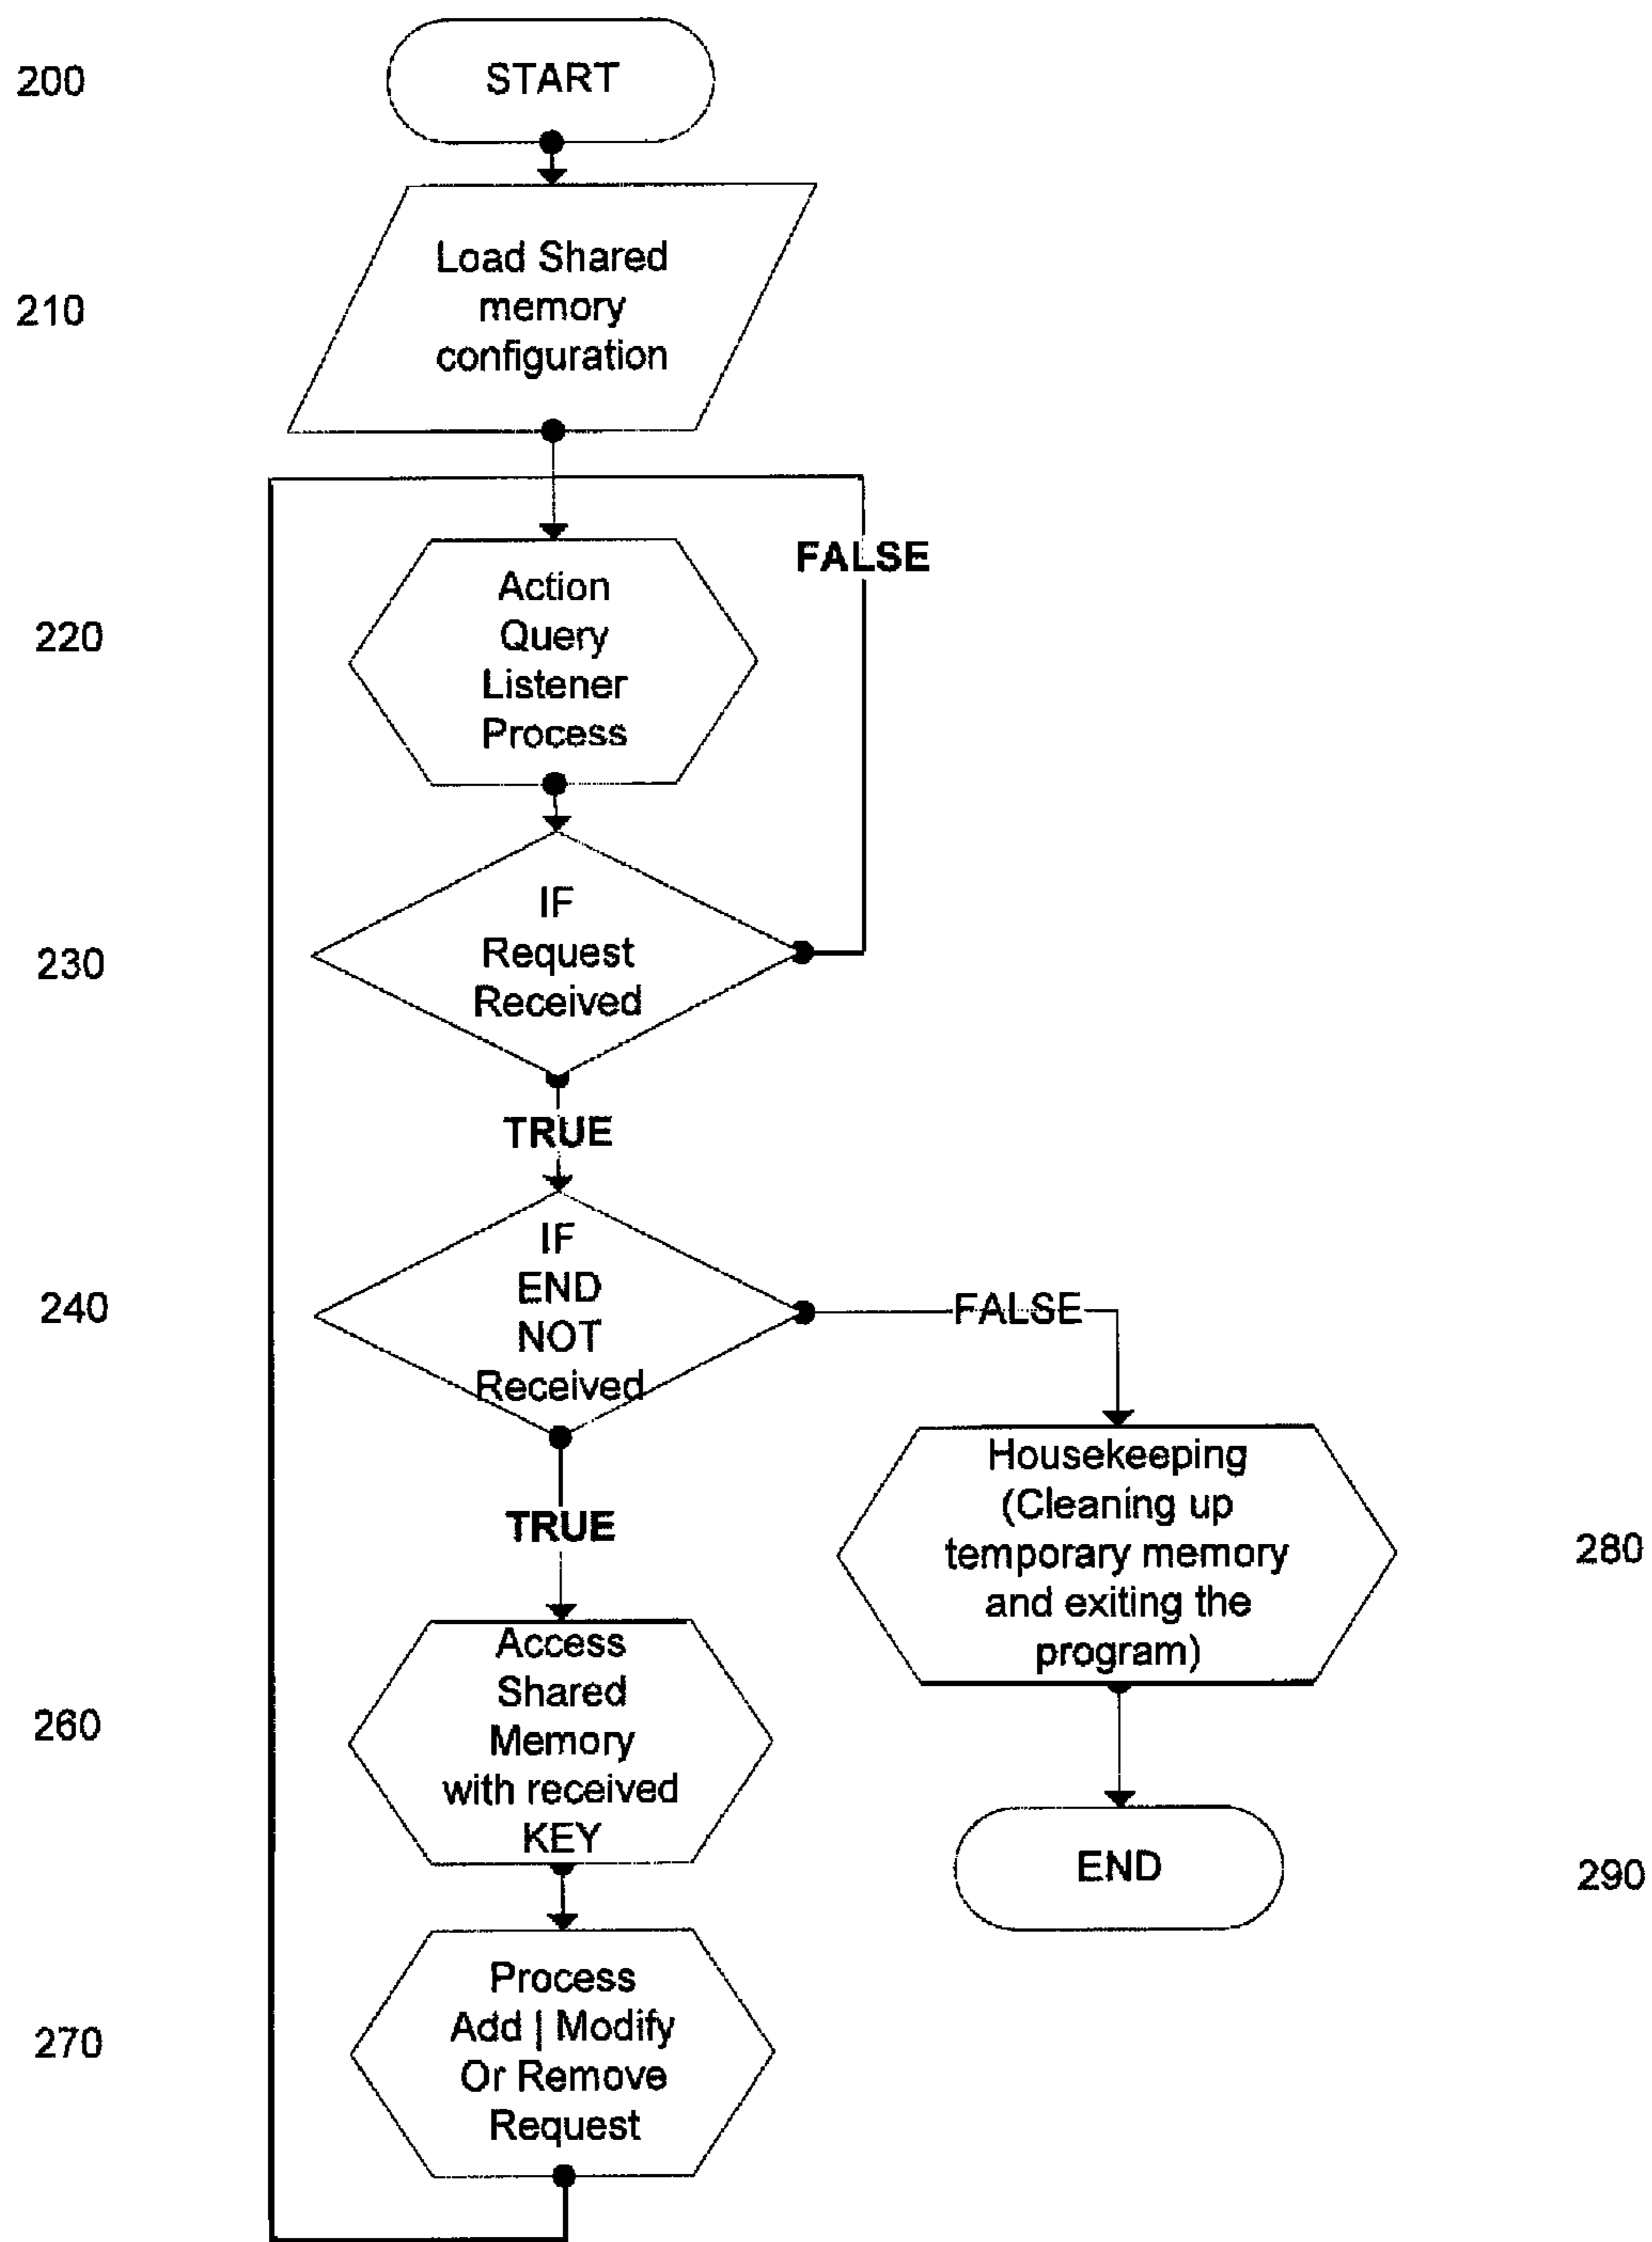 200
START
210
Load Shared
memory
configuration
FALSE
220
Action
Query
Listener
Process
230
IF
Request
Received
TRUE
240
IF
END
NOT
Received
FALSE
TRUE
Housekeeping
(Cleaning up
temporary memory
and exiting the
program)
280
260
Access
Shared
Memory
with received
KEY
END
290
270
Process
Add | Modify
Or Remove
Request